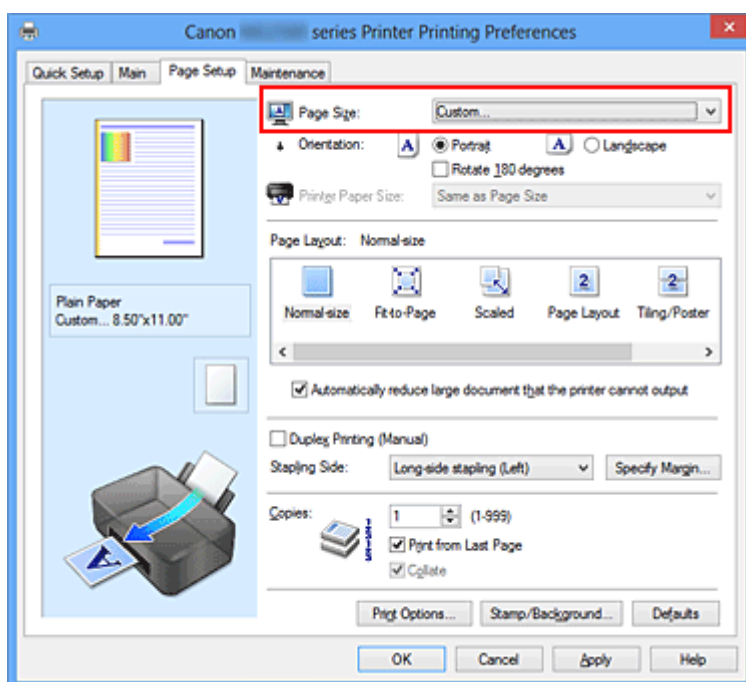 Canon series Printer Printing Preferences
Quick Setup Main Page Setup Maintenance
Page Size: Custom...
Orientation: A Portrait A Landscape
Rotate 180 degrees
Printer Paper Size: Same as Page Size
Page Layout: Normal-size
2 2
Normal-size Fit-to-Page Scaled Page Layout Tiling/Poster
Plain Paper
Custom... 8.50"x11.00"
Automatically reduce large document that the printer cannot output
Duplex Printing (Manual)
Stapling Side: Long-side stapling (Left) Specify Margin...
Copies: 1 (1-999)
Print from Last Page
Collate
A
Print Options... Stamp/Background... Defaults
OK Cancel Apply Help